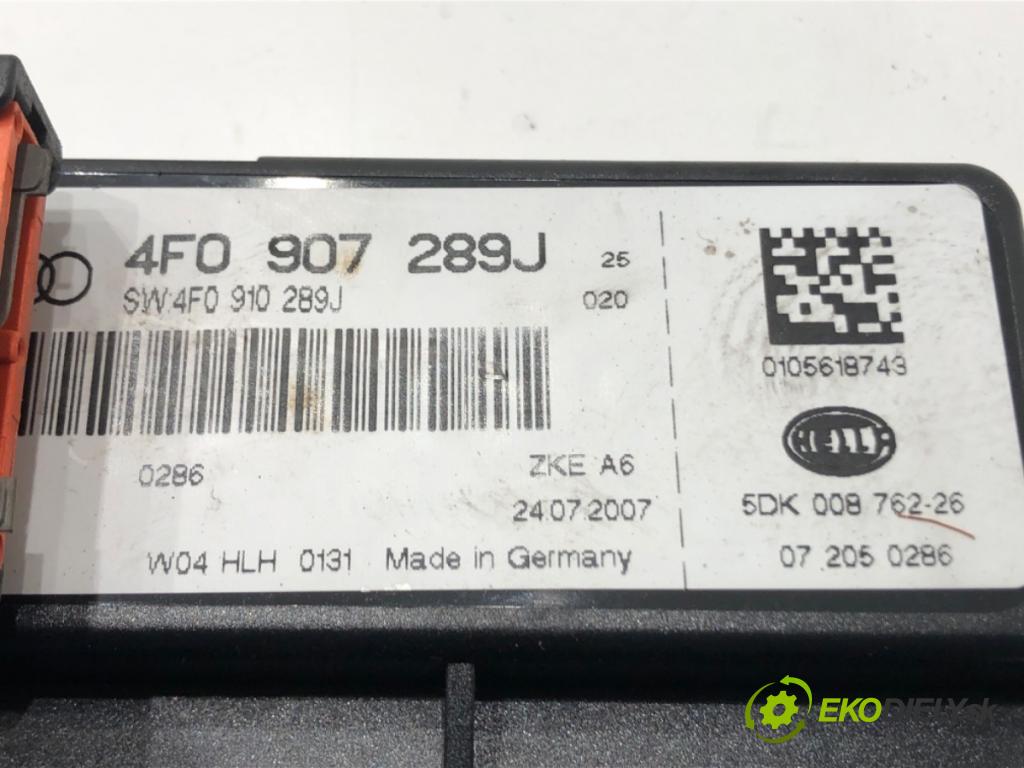 4F0 907 289J 25
SW:4F0 910 289J 020
0286 ZKE A6
24.07.2007
W04 HLH 0131 Made in Germany
0105618743
HELLA
5DK 008 762-26
07 205 0286
EKODIELY.sk